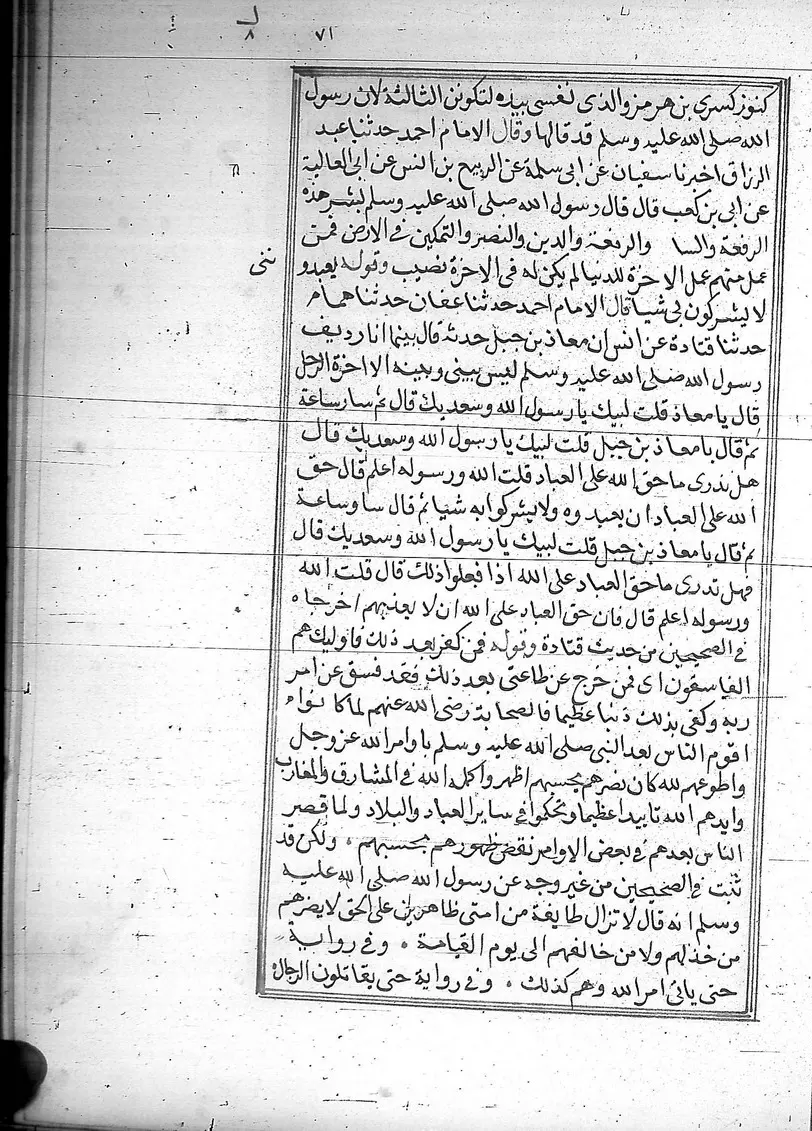 ٧١
٨
كنوز كسرى بن هرمز والذى نفسى بيده لتكونن الثالثة لان رسول
الله صلى الله عليه وسلم قد قالها وقال الامام احمد حدثنا عبد
الرزاق اخبرنا سفيان عن ابى سلمة عن الربيع بن انس عن ابى العالية
عن ابى بن كعب قال قال رسول الله صلى الله عليه وسلم بشر هذه
الرفعة والسا والرفعة والدين والنصر والتمكين فى الارض فمن
عمل منهم عمل الاخرة للدنيا لم يكن له فى الاخرة نصيب وقوله يعبدو
ننى
لا يشركون بى شيا قال الامام احمد حدثنا عفان حدثنا همام
حدثنا قتادة عن انس ان معاذ بن جبل حدثه قال بينما انا رديف
رسول الله صلى الله عليه وسلم ليس بينى وبينه الا اخرة الرحل
قال يا معاذ قلت لبيك يا رسول الله وسعديك قال ثم سار ساعة
ثم قال يا معاذ بن جبل قلت لبيك يا رسول الله وسعديك قال
هل تدرى ما حق الله على العباد قلت الله ورسوله اعلم قال حق
الله على العباد ان يعبدوه ولا يشركوا به شيا ثم قال سا وساعة
ثم قال يا معاذ بن جبل قلت لبيك يا رسول الله وسعديك قال
فهل تدرى ما حق العباد على الله اذا فعلوا ذلك قال قلت الله
ورسوله اعلم قال فان حق العباد على الله ان لا يعذبهم اخرجاه
فى الصحيحين من حديث قتادة وقوله فمن كفر بعد ذلك فاوليك هم
الفاسقون اى فمن خرج عن طاعتى بعد ذلك فقد فسق عن امر
ربه وكفى بذلك ذنبا عظيما فالصحابة رضى الله عنهم لما كانوا
اقوم الناس بعد النبى صلى الله عليه وسلم باوامر الله عز وجل
واطوعهم لله كان نصرهم بحسبهم اظهروا كلمة الله فى المشارق والمغارب
وايدهم الله تاييدا عظيما وتحكموا فى ساير العباد والبلاد ولما قصر
الناس بعدهم فى بعض الاوامر نقص ظهورهم بحسبهم ۰ ولكن قد
ثبت فى الصحيحين من غير وجه عن رسول الله صلى الله عليه
وسلم انه قال لا تزال طايفة من امتى ظاهرين على الحق لا يضرهم
من خذلهم ولا من خالفهم الى يوم القيامة ۰ وفى رواية
حتى ياتى امر الله وهم كذلك ۰ وفى رواية حتى يقاتلون الدجال